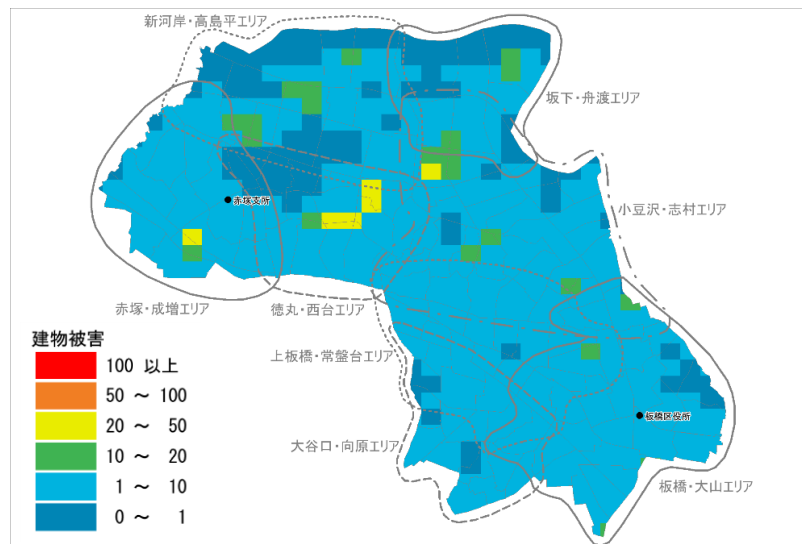 新河岸・高島平エリア
坂下・舟渡エリア
赤塚支所
小豆沢・志村エリア
赤塚・成増エリア
徳丸・西台エリア
上板橋・常盤台エリア
大谷口・向原エリア
板橋区役所
板橋・大山エリア
建物被害
100 以上
50 ～ 100
20 ～ 50
10 ～ 20
1 ～ 10
0 ～ 1